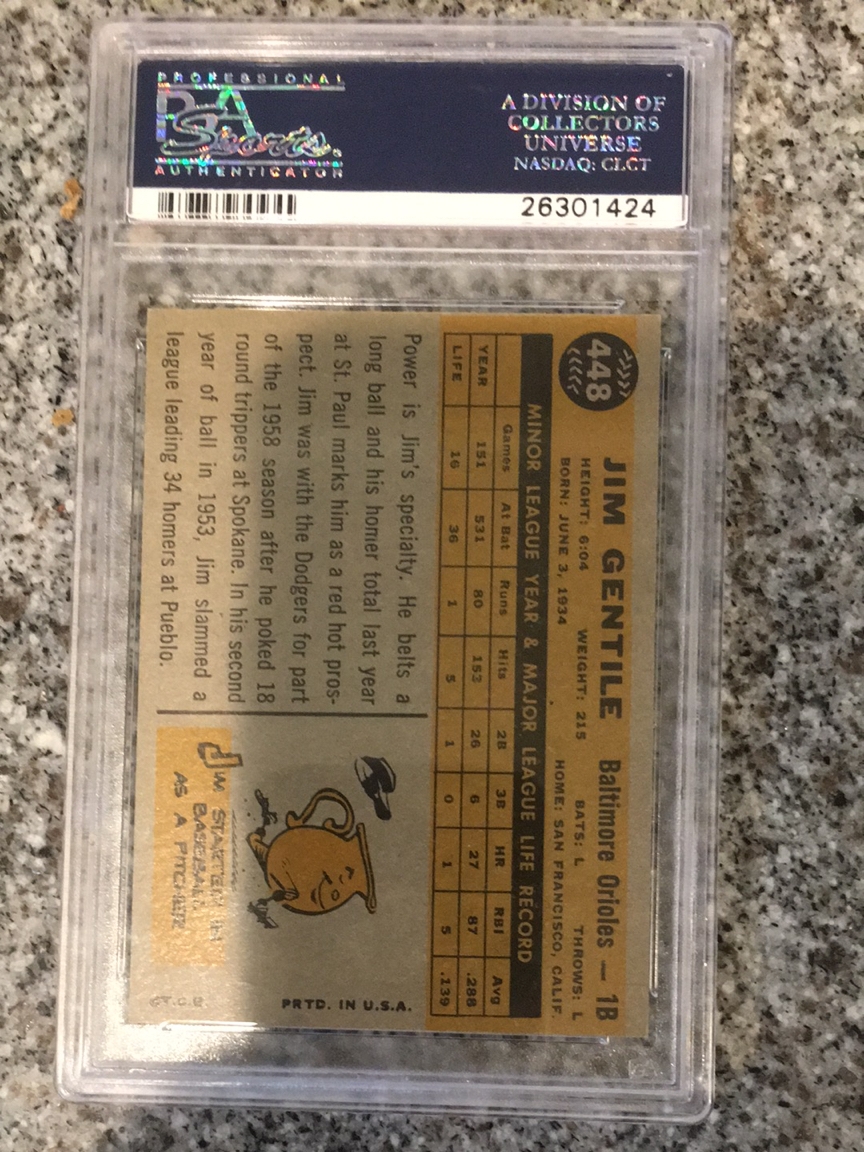 PROFESSIONAL
PSA
Sports
AUTHENTICATOR
A DIVISION OF
COLLECTORS
UNIVERSE
NASDAQ: CLCT
26301424
448
JIM GENTILE Baltimore Orioles — 1B
HEIGHT: 6:04 WEIGHT: 215 BATS: L THROWS: L
BORN: JUNE 3, 1934 HOME: SAN FRANCISCO, CALIF.
MINOR LEAGUE YEAR & MAJOR LEAGUE LIFE RECORD
Games At Bat Runs Hits 2B 3B HR RBI Avg
YEAR 151 531 80 153 26 6 27 87 .288
LIFE 16 36 1 5 1 0 1 5 .139
Power is Jim's specialty. He belts a
long ball and his homer total last year
at St. Paul marks him as a red hot pros-
pect. Jim was with the Dodgers for part
of the 1958 season after he poked 18
round trippers at Spokane. In his second
year of ball in 1953, Jim slammed a
league leading 34 homers at Pueblo.
JIM STARTED IN
BASEBALL
AS A PITCHER
T.C.G.
PRTD. IN U.S.A.